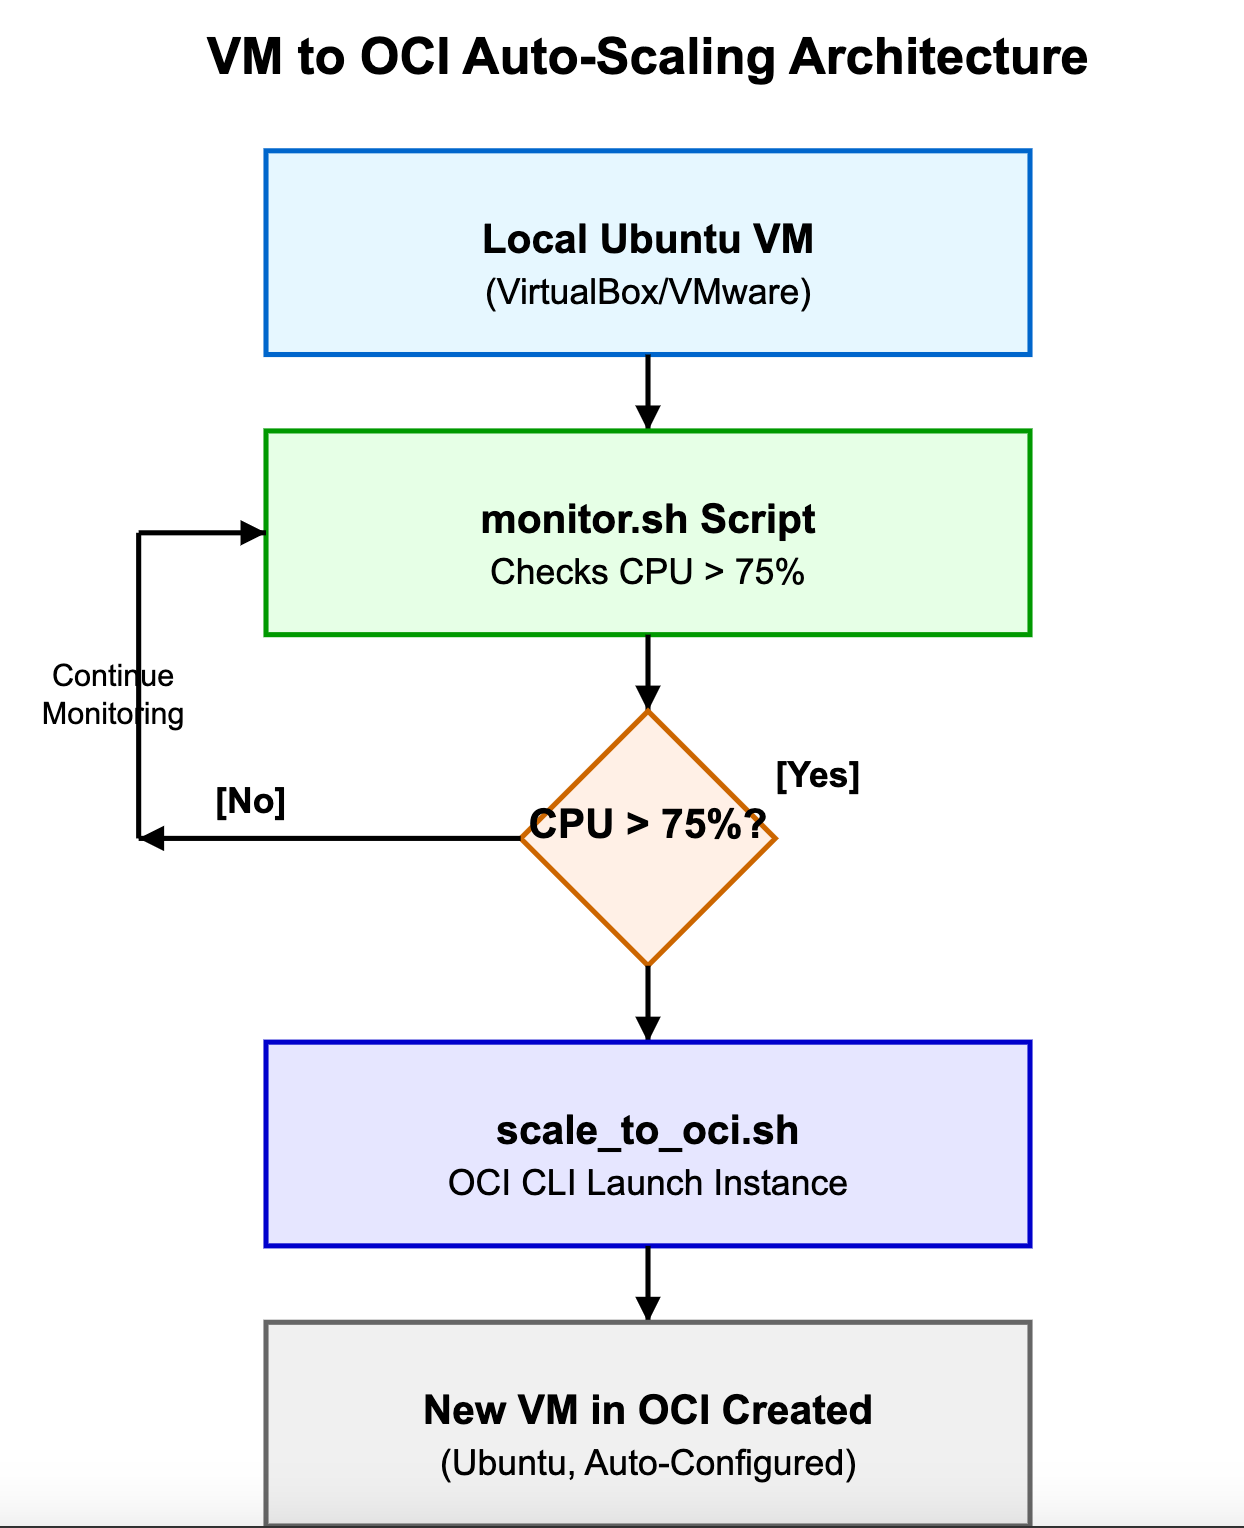 VM to OCI Auto-Scaling Architecture
Local Ubuntu VM
(VirtualBox/VMware)
monitor.sh Script
Checks CPU > 75%
Continue
Monitoring
[No]
[Yes]
CPU > 75%?
scale_to_oci.sh
OCI CLI Launch Instance
New VM in OCI Created
(Ubuntu, Auto-Configured)